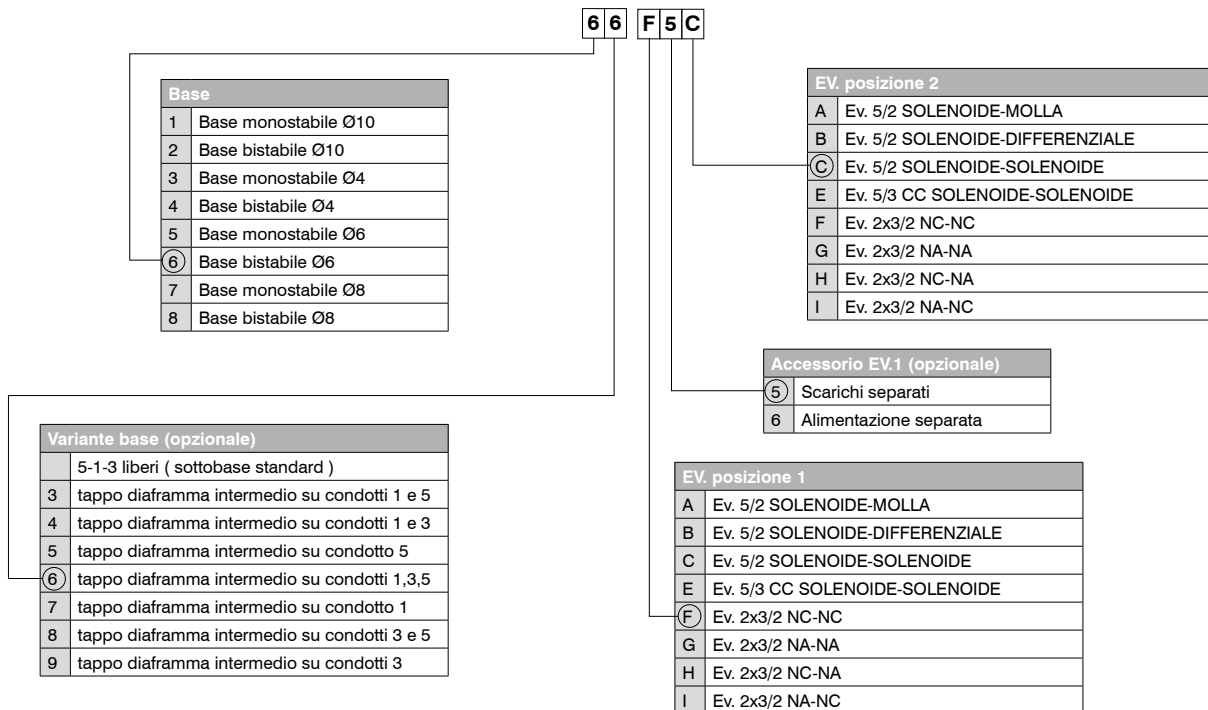 6 6 F 5 C
Base
1 Base monostabile Ø10
2 Base bistabile Ø10
3 Base monostabile Ø4
4 Base bistabile Ø4
5 Base monostabile Ø6
6 Base bistabile Ø6
7 Base monostabile Ø8
8 Base bistabile Ø8
EV. posizione 2
A Ev. 5/2 SOLENOIDE-MOLLA
B Ev. 5/2 SOLENOIDE-DIFFERENZIALE
C Ev. 5/2 SOLENOIDE-SOLENOIDE
E Ev. 5/3 CC SOLENOIDE-SOLENOIDE
F Ev. 2x3/2 NC-NC
G Ev. 2x3/2 NA-NA
H Ev. 2x3/2 NC-NA
I Ev. 2x3/2 NA-NC
Accessorio EV.1 (opzionale)
5 Scarichi separati
6 Alimentazione separata
Variante base (opzionale)
5-1-3 liberi ( sottobase standard )
3 tappo diaframma intermedio su condotti 1 e 5
4 tappo diaframma intermedio su condotti 1 e 3
5 tappo diaframma intermedio su condotto 5
6 tappo diaframma intermedio su condotti 1,3,5
7 tappo diaframma intermedio su condotto 1
8 tappo diaframma intermedio su condotti 3 e 5
9 tappo diaframma intermedio su condotti 3
EV. posizione 1
A Ev. 5/2 SOLENOIDE-MOLLA
B Ev. 5/2 SOLENOIDE-DIFFERENZIALE
C Ev. 5/2 SOLENOIDE-SOLENOIDE
E Ev. 5/3 CC SOLENOIDE-SOLENOIDE
F Ev. 2x3/2 NC-NC
G Ev. 2x3/2 NA-NA
H Ev. 2x3/2 NC-NA
I Ev. 2x3/2 NA-NC